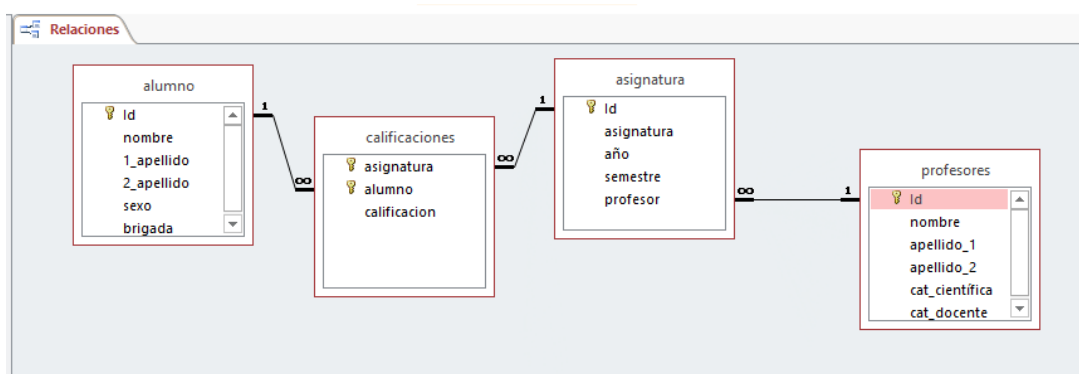 Relaciones
alumno
Id
nombre
1_apellido
2_apellido
sexo
brigada
1
∞
calificaciones
asignatura
alumno
calificacion
∞
1
asignatura
Id
asignatura
año
semestre
profesor
∞
1
profesores
Id
nombre
apellido_1
apellido_2
cat_científica
cat_docente